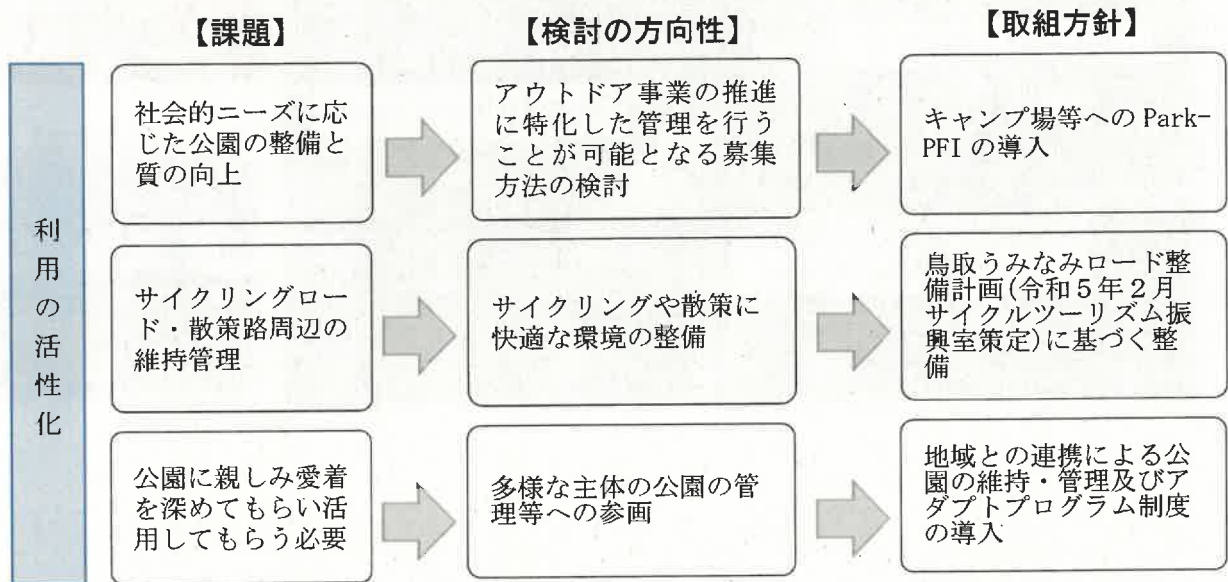 【課題】
【検討の方向性】
【取組方針】
利用の活性化
社会的ニーズに応
じた公園の整備と
質の向上
アウトドア事業の推進
に特化した管理を行う
ことが可能となる募集
方法の検討
キャンプ場等への Park-
PFI の導入
サイクリングロー
ド・散策路周辺の
維持管理
サイクリングや散策に
快適な環境の整備
鳥取うみなみロード整
備計画(令和5年2月
サイクルツーリズム振
興室策定)に基づく整
備
公園に親しみ愛着
を深めてもらい活
用してもらう必要
多様な主体の公園の管
理等への参画
地域との連携による公
園の維持・管理及びア
ダプトプログラム制度
の導入